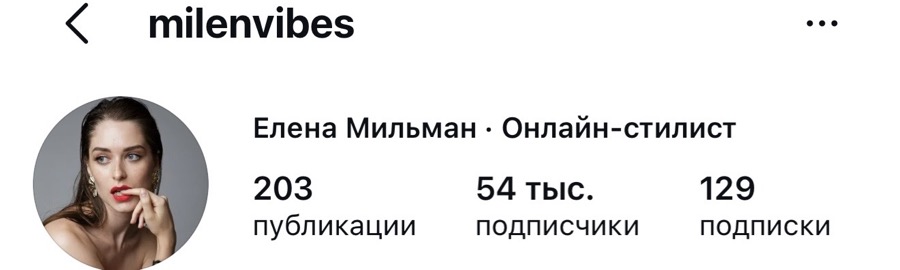 milenvibes
Елена Мильман · Онлайн-стилист
203 54 тыс. 129
публикации подписчики подписки